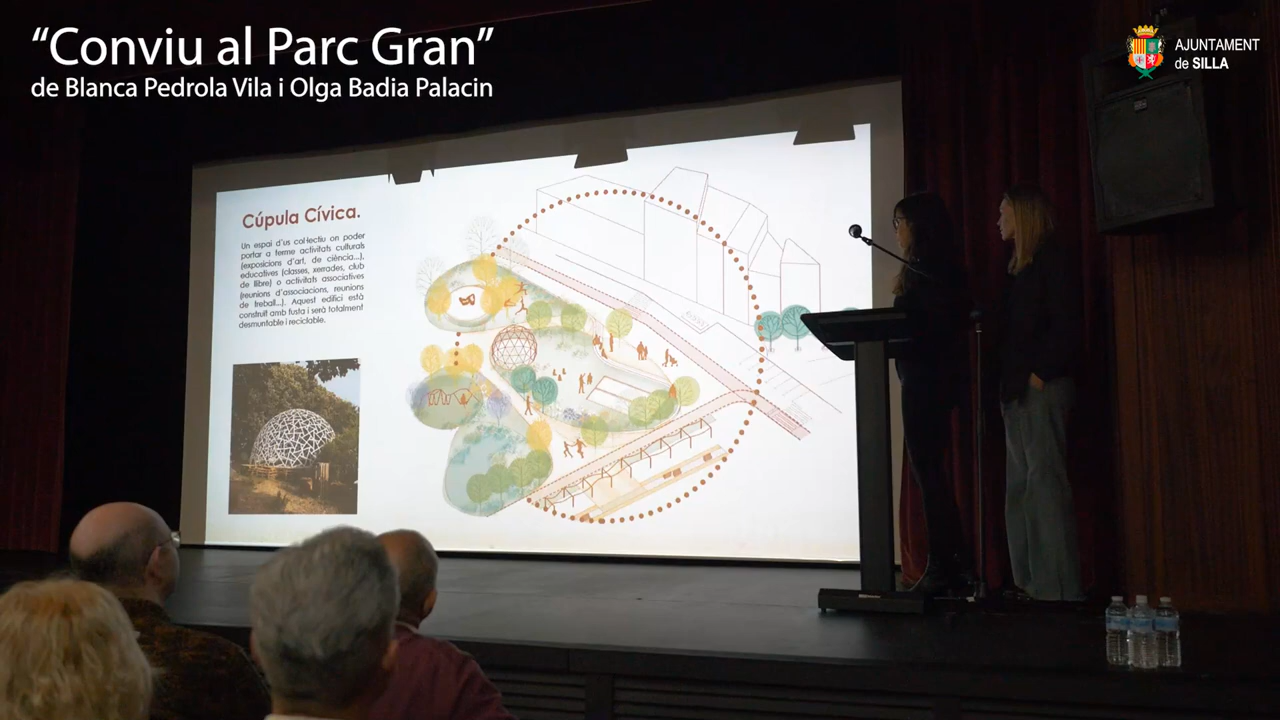 “Conviu al Parc Gran”
de Blanca Pedrola Vila i Olga Badia Palacin
AJUNTAMENT
de SILLA
Cúpula Cívica.
Un espai d'us col·lectiu on poder
portar a terme activitats culturals
(exposicions d'art, de ciència...),
educatives (classes, xerrades, club
de llibre) o activitats associatives
(reunions d'associacions, reunions
de treball...). Aquest edifici està
construït amb fusta i serà totalment
desmuntable i reciclable.